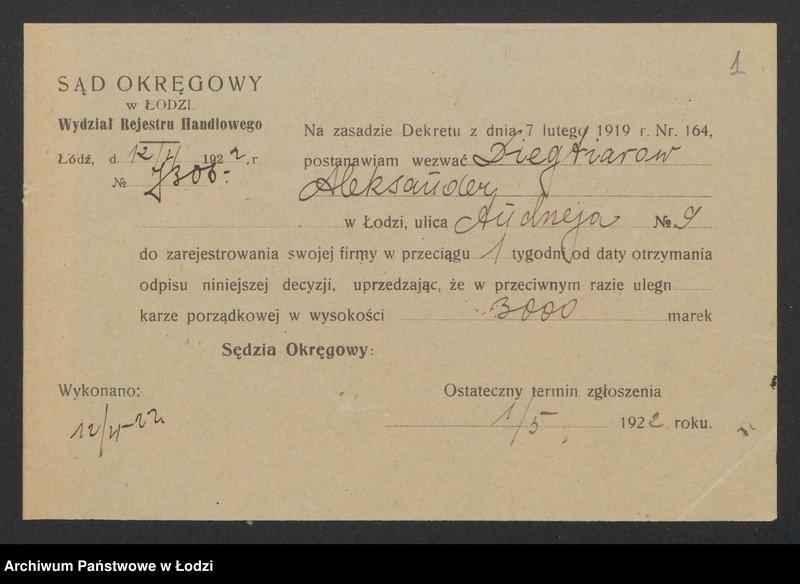 1
SĄD OKRĘGOWY
w ŁODZI.
Wydział Rejestru Handlowego
Łódź, d. 12/IV 1922. r
№ 7306.-
Na zasadzie Dekretu z dnia 7 lutego 1919 r. Nr. 164,
postanawiam wezwać Diegtiarow
Aleksander
w Łodzi, ulica Andrzeja № 9
do zarejestrowania swojej firmy w przeciągu 1 tygodni od daty otrzymania
odpisu niniejszej decyzji, uprzedzając, że w przeciwnym razie ulegn
karze porządkowej w wysokości 3000 marek
Sędzia Okręgowy:
Wykonano:
12/IV-22
Ostateczny termin zgłoszenia
1/5 1922 roku.
Archiwum Państwowe w Łodzi